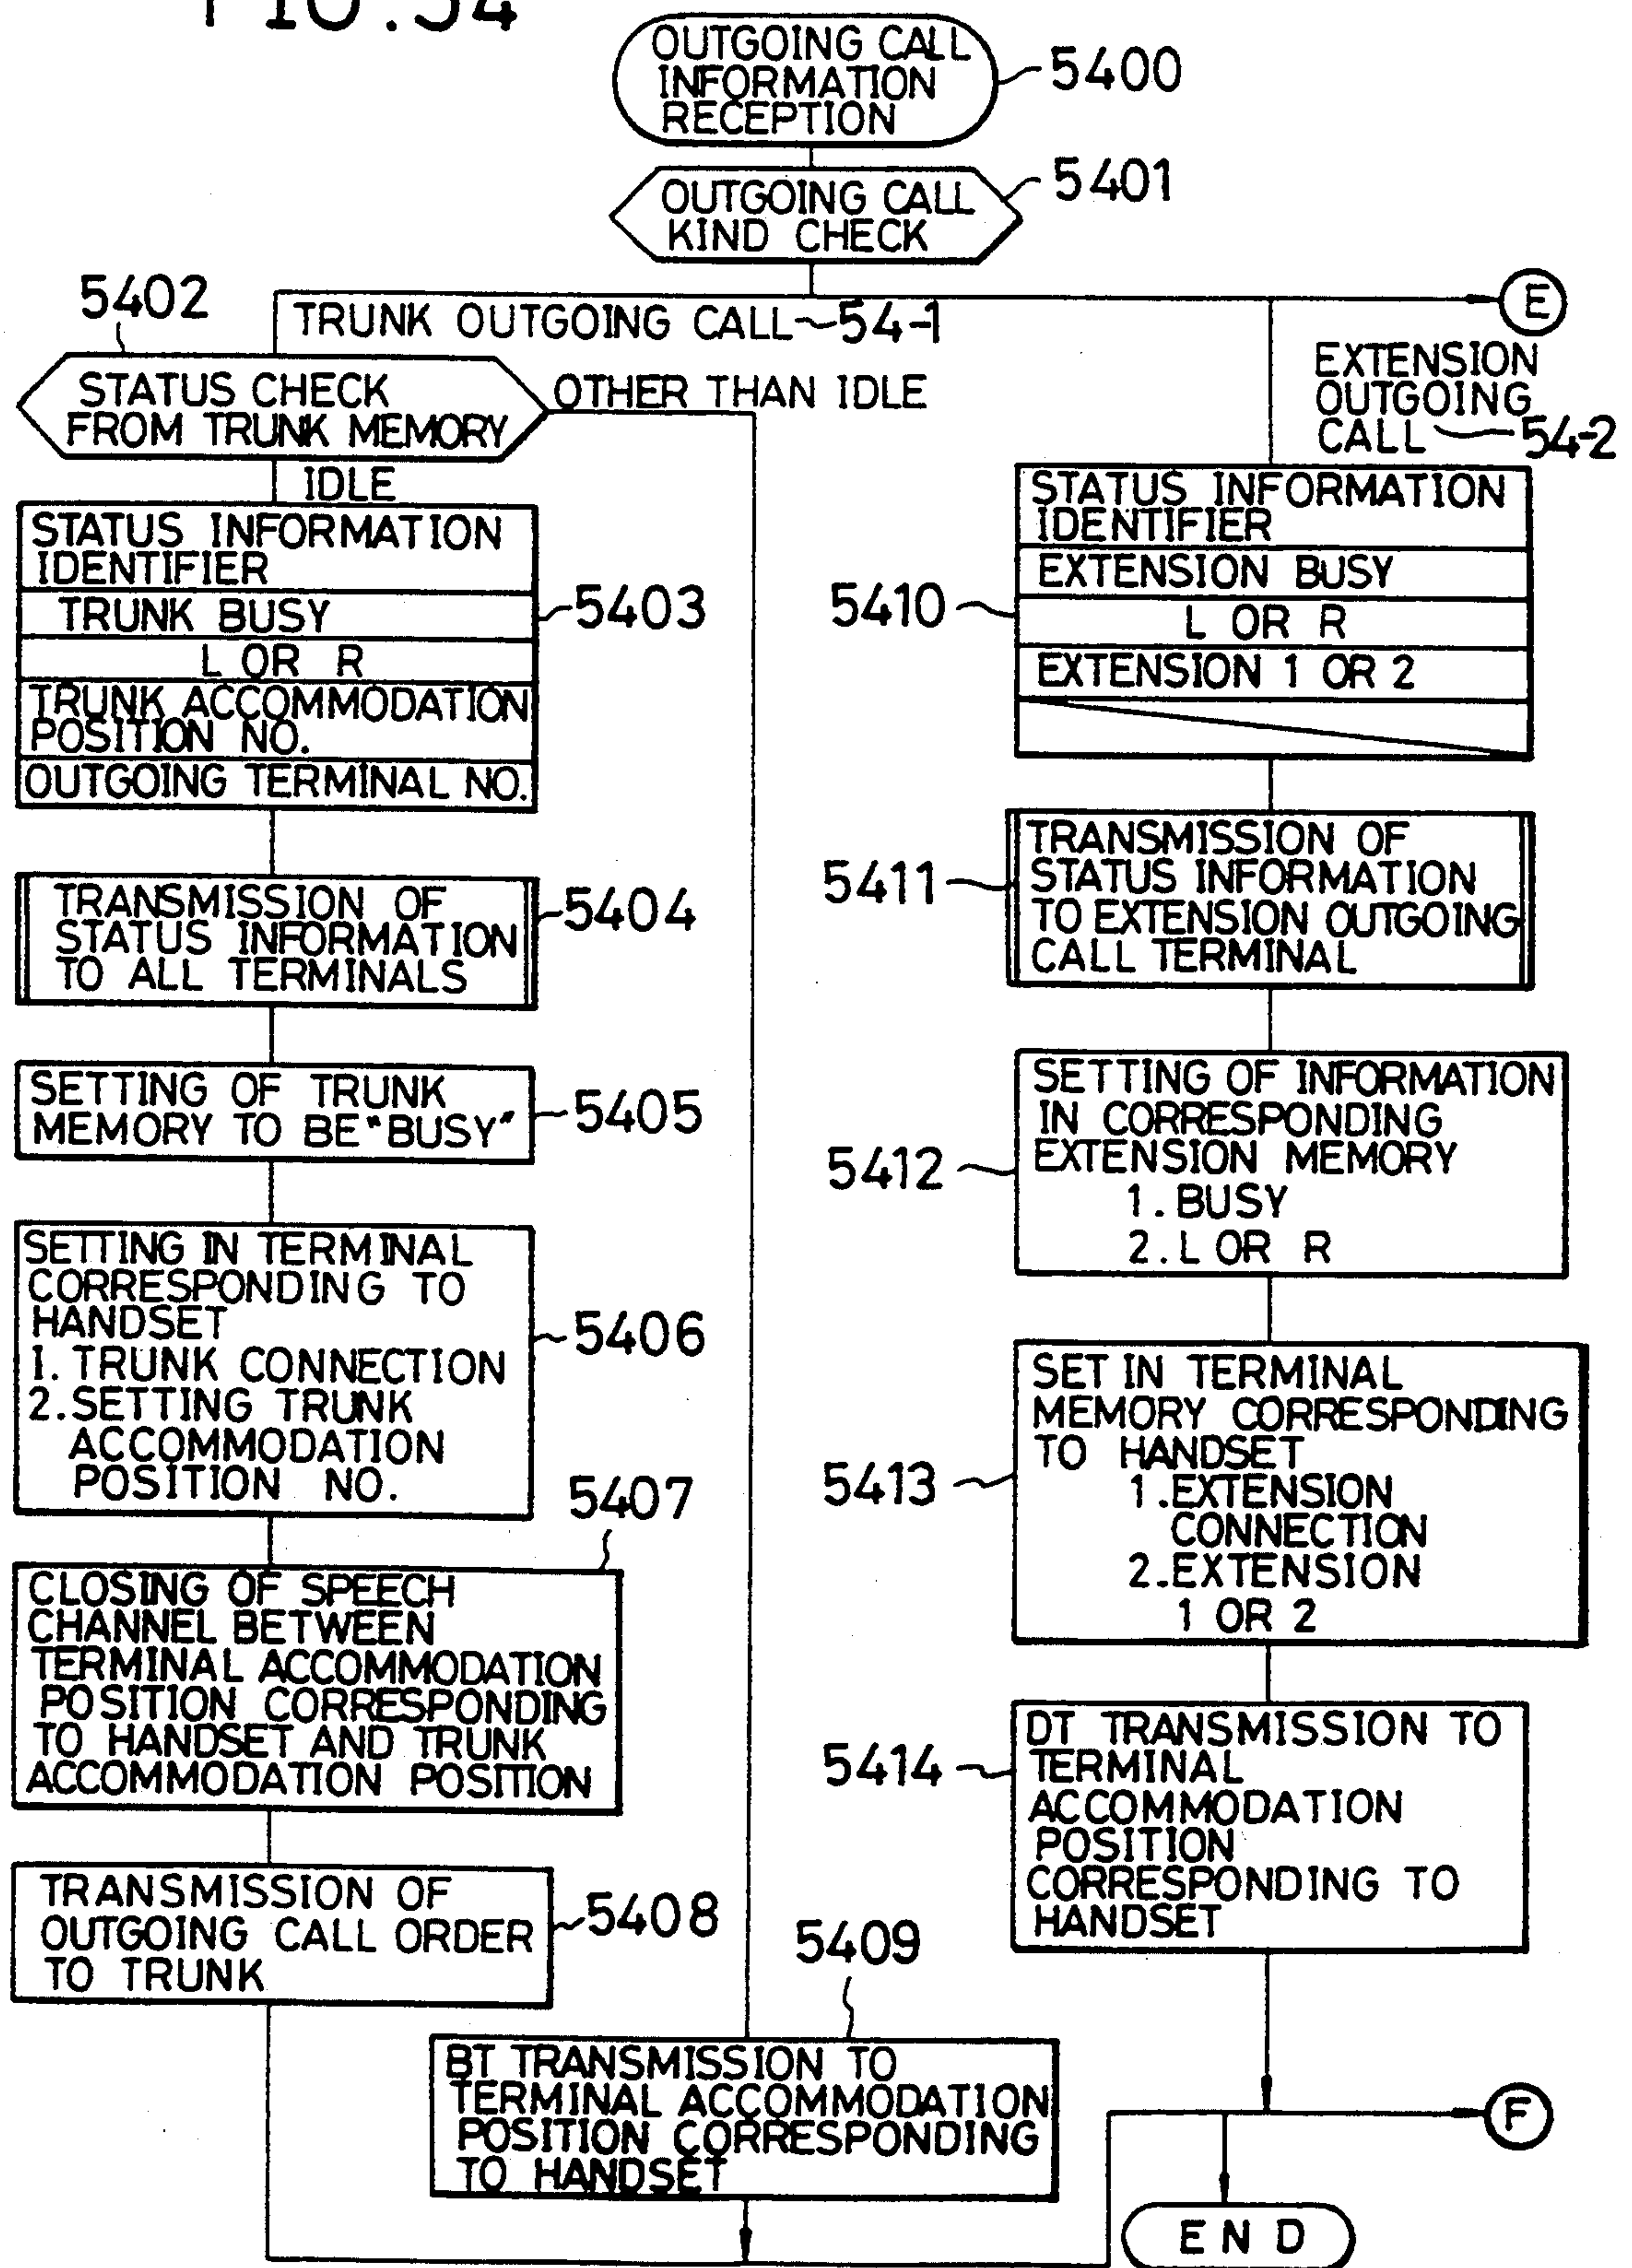 FIG.54
OUTGOING CALL
INFORMATION
RECEPTION
5400
OUTGOING CALL
KIND CHECK
5401
E
5402
TRUNK OUTGOING CALL~54-1
STATUS CHECK
FROM TRUNK MEMORY
OTHER THAN IDLE
IDLE
STATUS INFORMATION
IDENTIFIER
TRUNK BUSY
L OR R
TRUNK ACCOMMODATION
POSITION NO.
OUTGOING TERMINAL NO.
5403
TRANSMISSION OF
STATUS INFORMATION
TO ALL TERMINALS
5404
SETTING OF TRUNK
MEMORY TO BE "BUSY"
5405
SETTING IN TERMINAL
CORRESPONDING TO
HANDSET
1. TRUNK CONNECTION
2. SETTING TRUNK
ACCOMMODATION
POSITION NO.
5406
5407
CLOSING OF SPEECH
CHANNEL BETWEEN
TERMINAL ACCOMMODATION
POSITION CORRESPONDING
TO HANDSET AND TRUNK
ACCOMMODATION POSITION
TRANSMISSION OF
OUTGOING CALL ORDER
TO TRUNK
5408
5409
BT TRANSMISSION TO
TERMINAL ACCOMMODATION
POSITION CORRESPONDING
TO HANDSET
EXTENSION
OUTGOING
CALL 54-2
STATUS INFORMATION
IDENTIFIER
EXTENSION BUSY
L OR R
EXTENSION 1 OR 2
5410
TRANSMISSION OF
STATUS INFORMATION
TO EXTENSION OUTGOING
CALL TERMINAL
5411
SETTING OF INFORMATION
IN CORRESPONDING
EXTENSION MEMORY
1. BUSY
2. L OR R
5412
SET IN TERMINAL
MEMORY CORRESPONDING
TO HANDSET
1. EXTENSION
CONNECTION
2. EXTENSION
1 OR 2
5413
DT TRANSMISSION TO
TERMINAL
ACCOMMODATION
POSITION
CORRESPONDING TO
HANDSET
5414
F
END